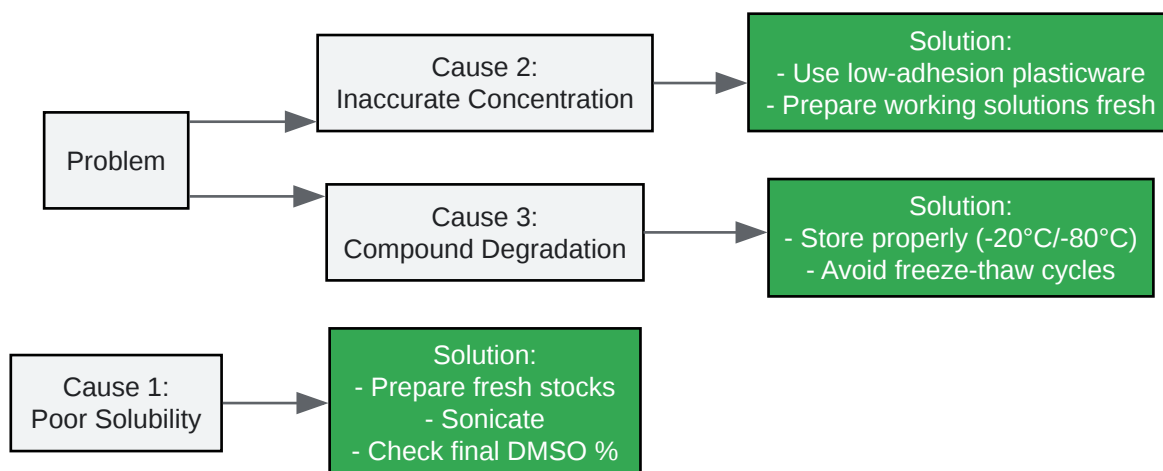 Cause 2:
Inaccurate Concentration
Solution:
- Use low-adhesion plasticware
- Prepare working solutions fresh
Problem
Cause 3:
Compound Degradation
Solution:
- Store properly (-20°C/-80°C)
- Avoid freeze-thaw cycles
Cause 1:
Poor Solubility
Solution:
- Prepare fresh stocks
- Sonicate
- Check final DMSO %